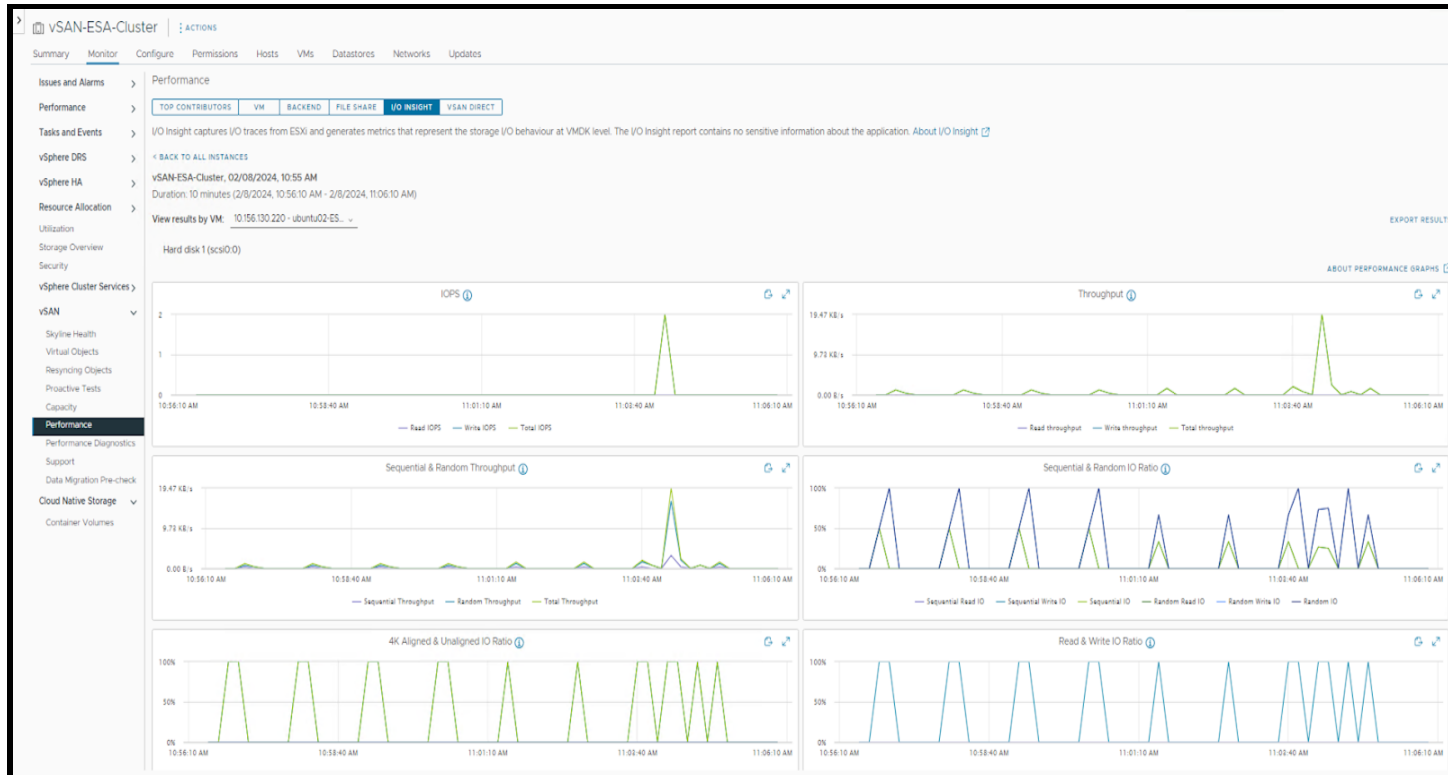 vSAN-ESA-Cluster
ACTIONS
Summary Monitor Configure Permissions Hosts VMs Datastores Networks Updates
Issues and Alarms
Performance
Tasks and Events
vSphere DRS
vSphere HA
Resource Allocation
Utilization
Storage Overview
Security
vSphere Cluster Services
vSAN
Skyline Health
Virtual Objects
Resyncing Objects
Proactive Tests
Capacity
Performance
Performance Diagnostics
Support
Data Migration Pre-check
Cloud Native Storage
Container Volumes
Performance
TOP CONTRIBUTORS VM BACKEND FILE SHARE I/O INSIGHT VSAN DIRECT
I/O Insight captures I/O traces from ESXi and generates metrics that represent the storage I/O behaviour at VMDK level. The I/O Insight report contains no sensitive information about the application. About I/O Insight
< BACK TO ALL INSTANCES
vSAN-ESA-Cluster, 02/08/2024, 10:55 AM
Duration: 10 minutes (2/8/2024, 10:56:10 AM - 2/8/2024, 11:06:10 AM)
View results by VM: 10.156.130.220 - ubuntu02-ES...
EXPORT RESULTS
Hard disk 1 (scsi0:0)
ABOUT PERFORMANCE GRAPHS
IOPS
2
1
0
10:56:10 AM 10:58:40 AM 11:01:10 AM 11:03:40 AM 11:06:10 AM
Read IOPS Write IOPS Total IOPS
Throughput
19.47 KB/s
9.73 KB/s
0.00 B/s
10:56:10 AM 10:58:40 AM 11:01:10 AM 11:03:40 AM 11:06:10 AM
Read throughput Write throughput Total throughput
Sequential & Random Throughput
19.47 KB/s
9.73 KB/s
0.00 B/s
10:56:10 AM 10:58:40 AM 11:01:10 AM 11:03:40 AM 11:06:10 AM
Sequential Throughput Random Throughput Total Throughput
Sequential & Random IO Ratio
100%
50%
0%
10:56:10 AM 10:58:40 AM 11:01:10 AM 11:03:40 AM 11:06:10 AM
Sequential Read IO Sequential Write IO Sequential IO Random Read IO Random Write IO Random IO
4K Aligned & Unaligned IO Ratio
100%
50%
0%
10:56:10 AM 10:58:40 AM 11:01:10 AM 11:03:40 AM 11:06:10 AM
Read & Write IO Ratio
100%
50%
0%
10:56:10 AM 10:58:40 AM 11:01:10 AM 11:03:40 AM 11:06:10 AM